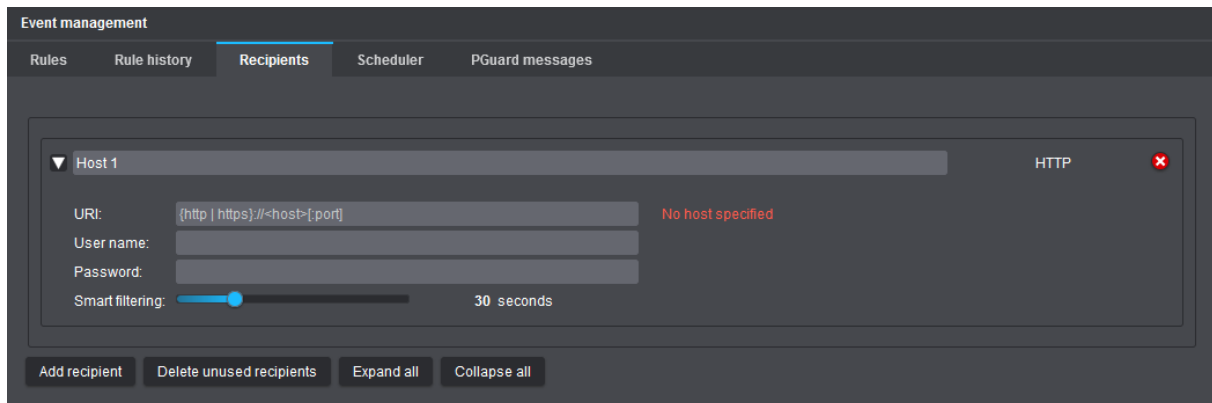 Event management
Rules Rule history Recipients Scheduler PGuard messages
Host 1 HTTP
URI: {http | https}://<host>[:port] No host specified
User name:
Password:
Smart filtering: 30 seconds
Add recipient Delete unused recipients Expand all Collapse all